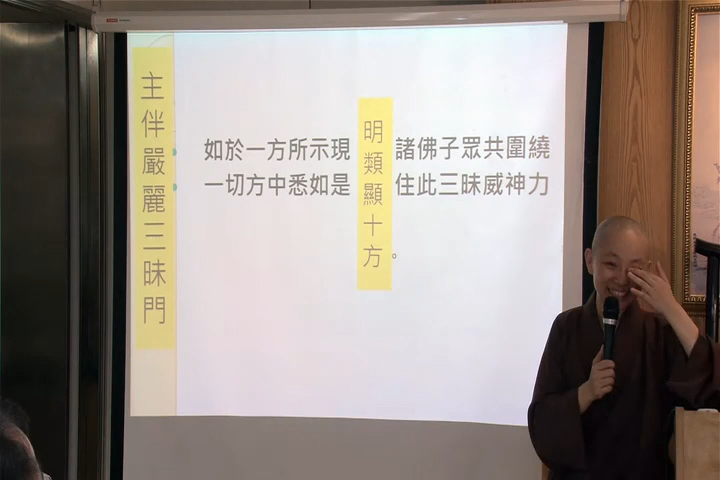 主伴嚴麗三昧門
如於一方所示現 諸佛子眾共圍繞
一切方中悉如是 住此三昧威神力
明類顯十方。